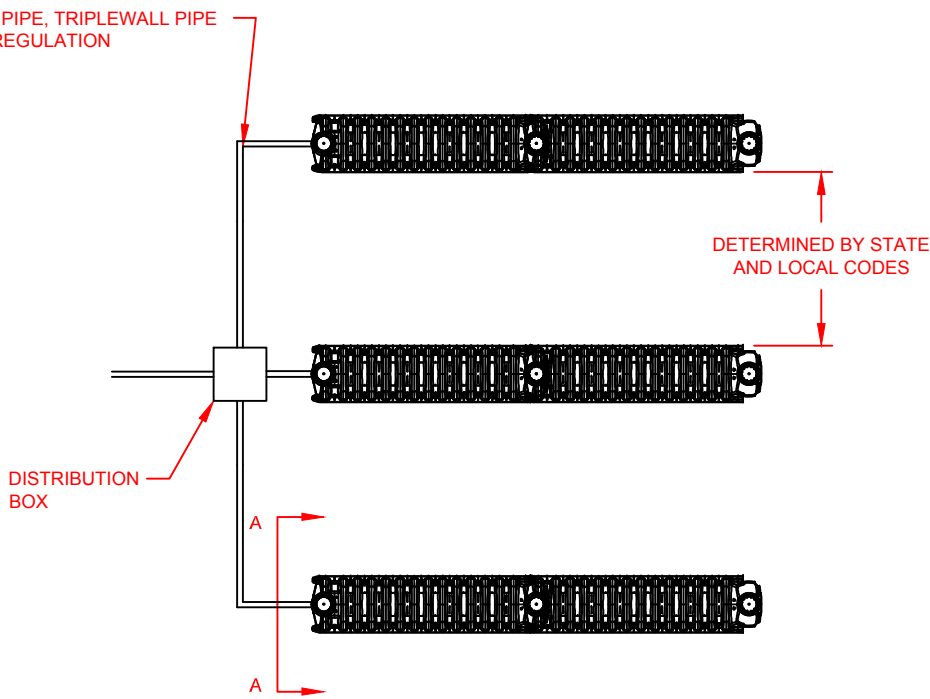 PIPE, TRIPLEWALL PIPE
REGULATION
DETERMINED BY STATE
AND LOCAL CODES
DISTRIBUTION
BOX
A
A